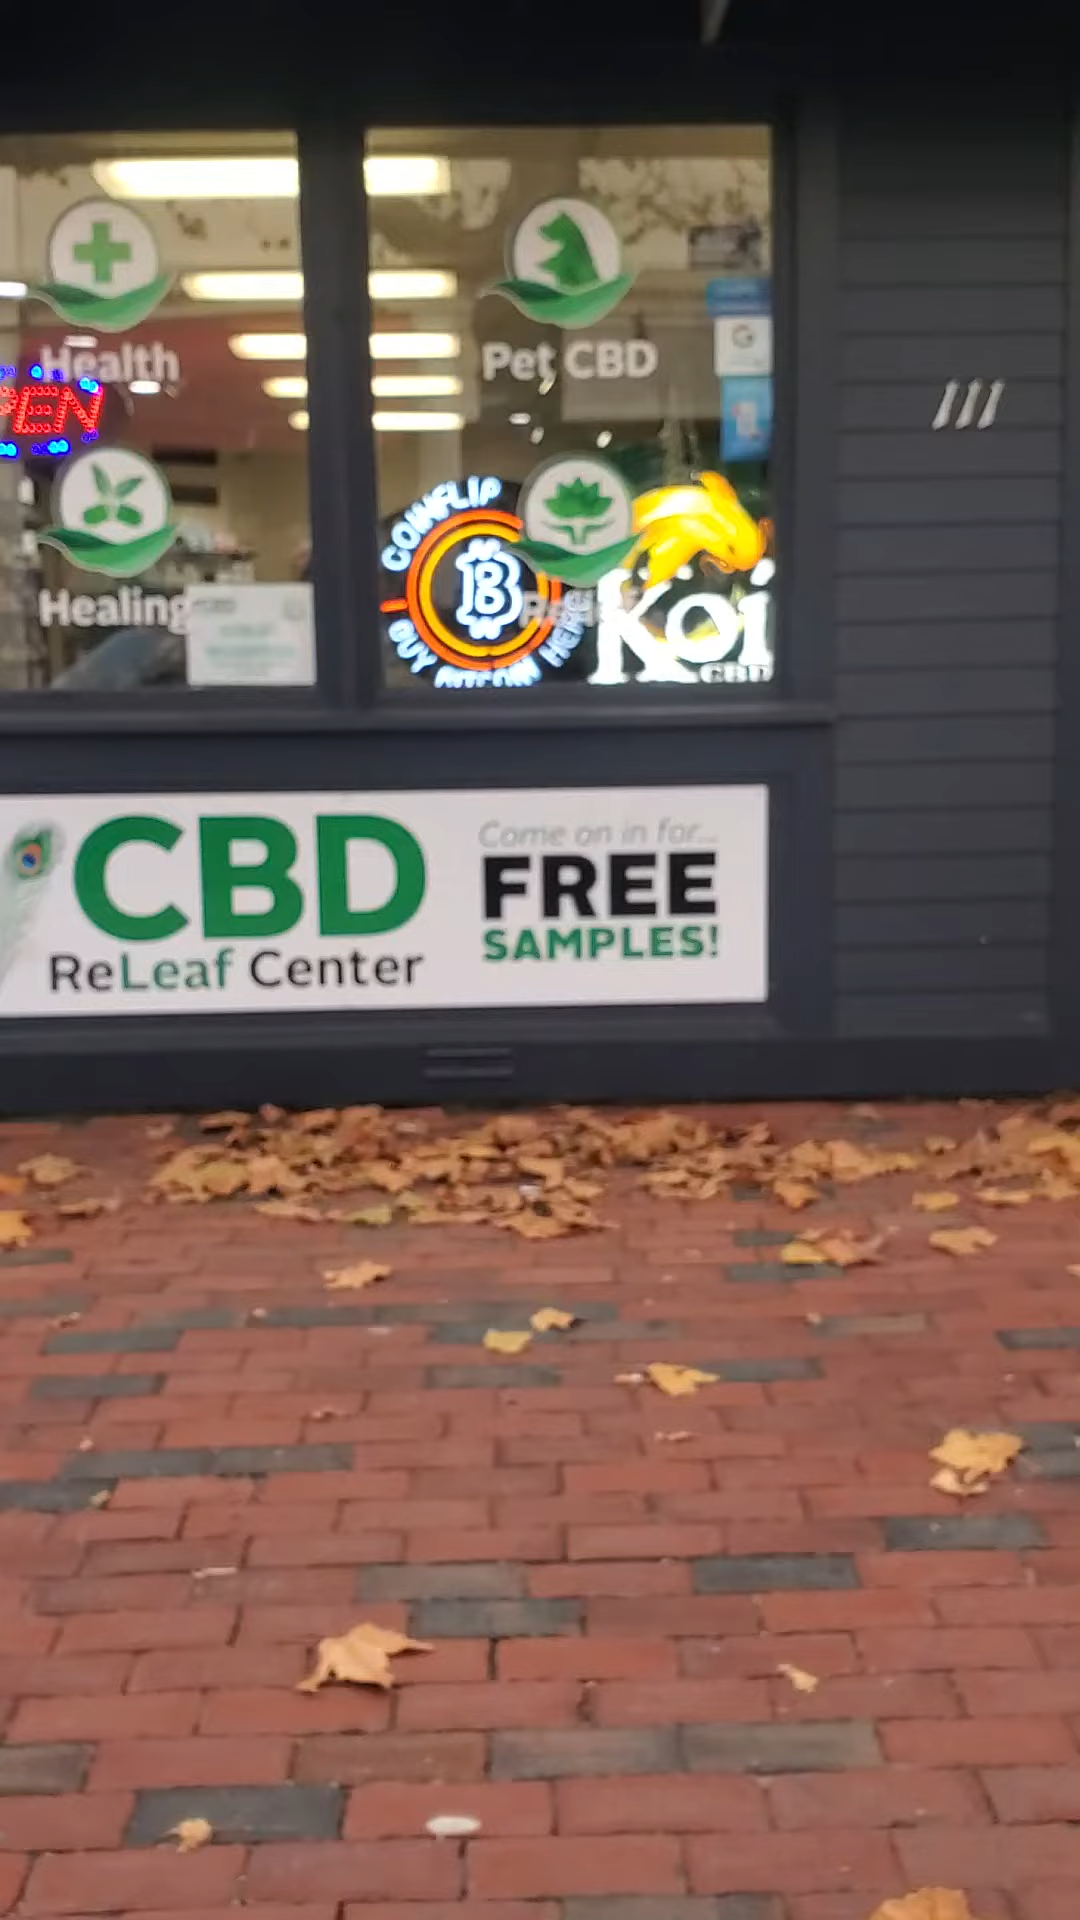 Health
Pet CBD
111
COINFLIP
BUY BITCOIN HERE
Healing
Relief
Koi
CBD
CBD
ReLeaf Center
Come on in for...
FREE
SAMPLES!